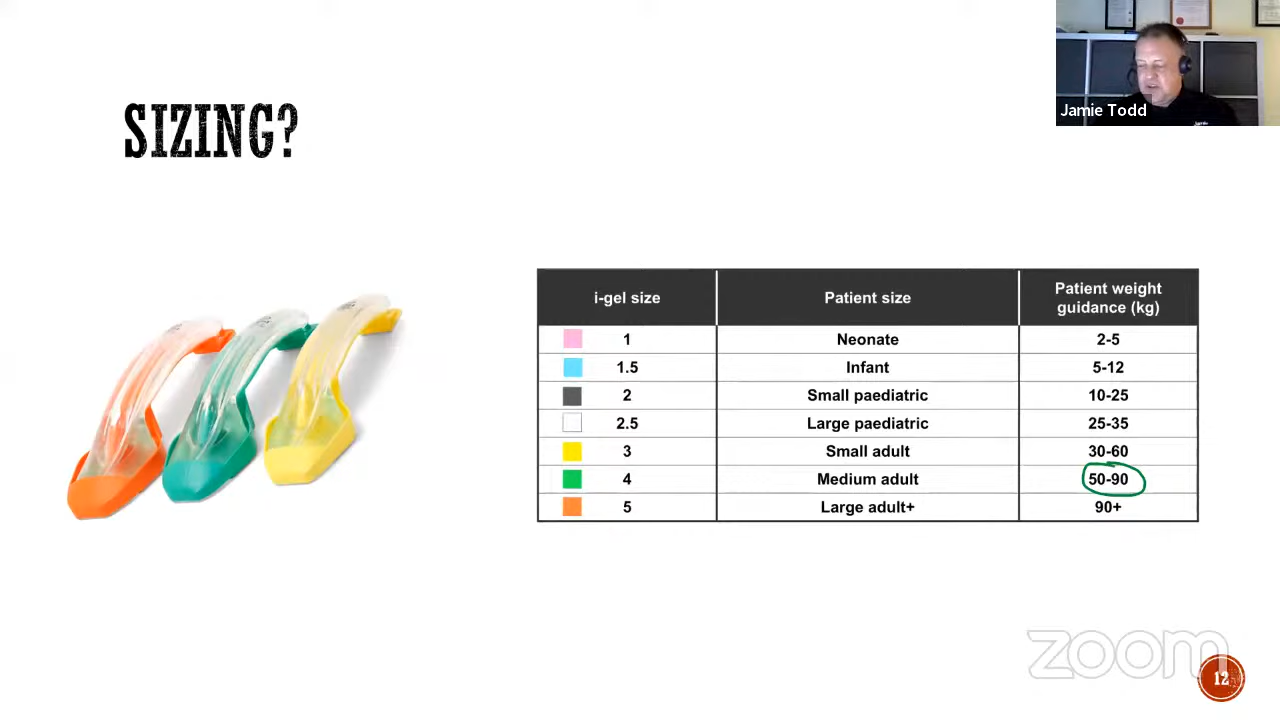 Jamie Todd
SIZING?
i-gel size Patient size Patient weight guidance (kg)
1 Neonate 2-5
1.5 Infant 5-12
2 Small paediatric 10-25
2.5 Large paediatric 25-35
3 Small adult 30-60
4 Medium adult 50-90
5 Large adult+ 90+
zoom
12